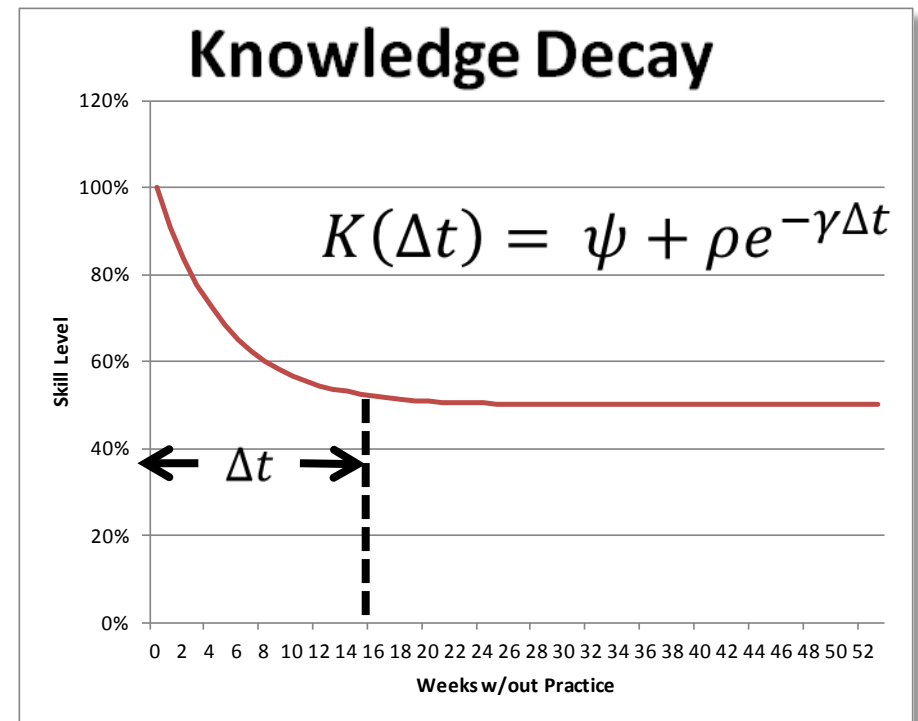 Knowledge Decay
120%
100%
K(Δt) = ψ + ρe^{−γΔt}
80%
60%
40%
Δt
20%
0%
Skill Level
0 2 4 6 8 10 12 14 16 18 20 22 24 26 28 30 32 34 36 38 40 42 44 46 48 50 52
Weeks w/out Practice